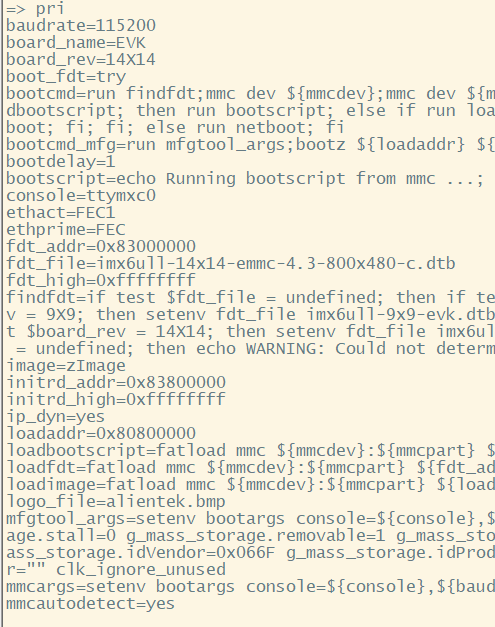 => pri
baudrate=115200
board_name=EVK
board_rev=14X14
boot_fdt=try
bootcmd=run findfdt;mmc dev ${mmcdev};mmc dev ${m
dbootscript; then run bootscript; else if run loa
boot; fi; fi; else run netboot; fi
bootcmd_mfg=run mfgtool_args;bootz ${loadaddr} ${
bootdelay=1
bootscript=echo Running bootscript from mmc ...;
console=ttymxc0
ethact=FEC1
ethprime=FEC
fdt_addr=0x83000000
fdt_file=imx6ull-14x14-emmc-4.3-800x480-c.dtb
fdt_high=0xffffffff
findfdt=if test $fdt_file = undefined; then if te
v = 9X9; then setenv fdt_file imx6ull-9x9-evk.dtb
t $board_rev = 14X14; then setenv fdt_file imx6ul
= undefined; then echo WARNING: Could not determ
image=zImage
initrd_addr=0x83800000
initrd_high=0xffffffff
ip_dyn=yes
loadaddr=0x80800000
loadbootscript=fatload mmc ${mmcdev}:${mmcpart} $
loadfdt=fatload mmc ${mmcdev}:${mmcpart} ${fdt_ad
loadimage=fatload mmc ${mmcdev}:${mmcpart} ${load
logo_file=alientek.bmp
mfgtool_args=setenv bootargs console=${console},$
age.stall=0 g_mass_storage.removable=1 g_mass_sto
ass_storage.idVendor=0x066F g_mass_storage.idProd
r="" clk_ignore_unused
mmcargs=setenv bootargs console=${console},${baud
mmcautodetect=yes